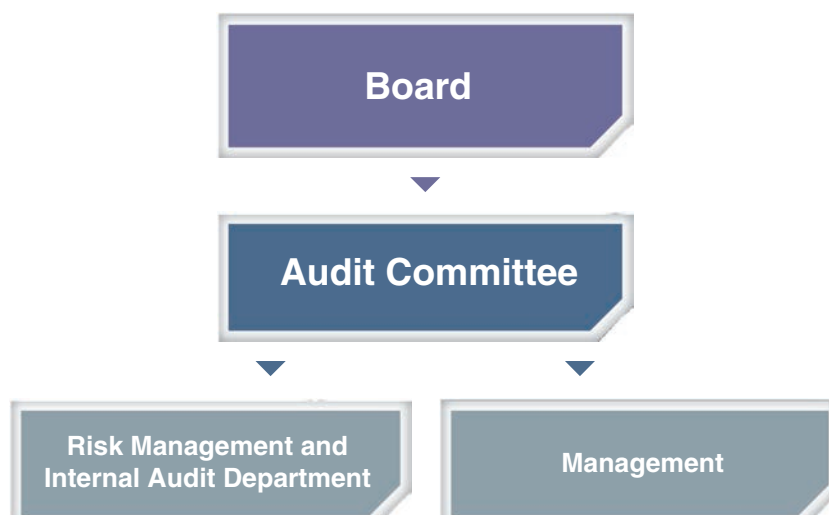 Board
Audit Committee
Risk Management and
Internal Audit Department
Management